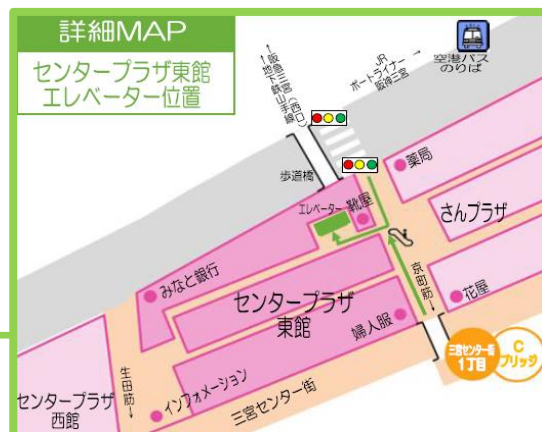 詳細MAP
センタープラザ東館
エレベーター位置
←阪急三宮(西口)
←地下鉄山手線
JR
ポートライナー
阪神三宮
→
空港バス
のりば
歩道橋
薬局
エレベーター
靴屋
さんプラザ
みなと銀行
京町筋→
センタープラザ
東館
花屋
婦人服
三宮センター街
1丁目
C
ブリッジ
生田筋→
インフォメーション
三宮センター街
センタープラザ
西館